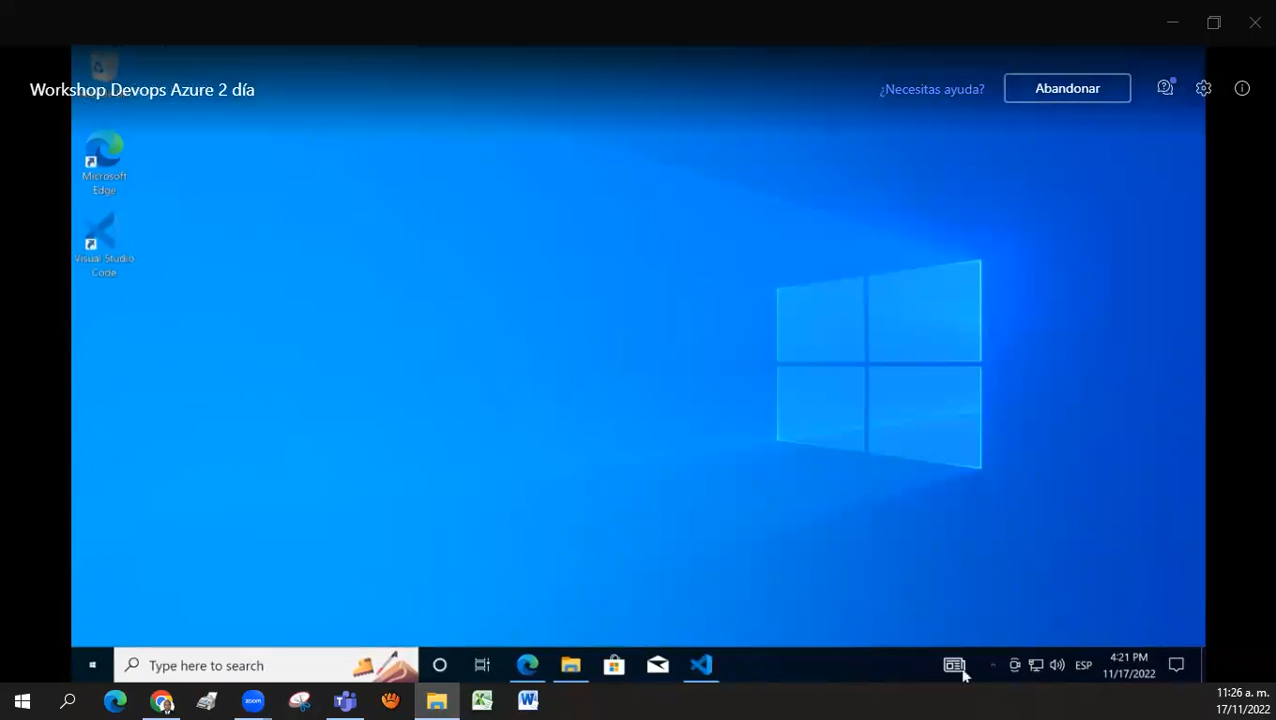 Workshop Devops Azure 2 día
¿Necesitas ayuda?
Abandonar
Microsoft
Edge
Visual Studio
Code
Type here to search
ESP
4:21 PM
11/17/2022
zoom
11:26 a. m.
17/11/2022